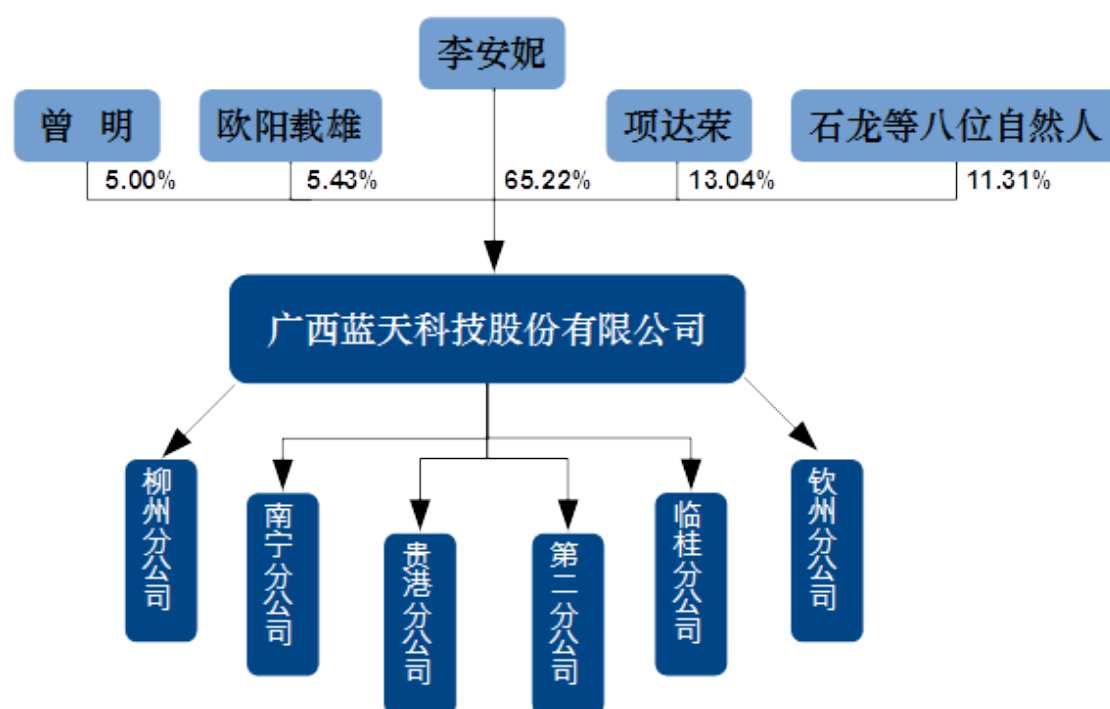 李安妮
曾 明
欧阳载雄
项达荣
石龙等八位自然人
5.00%
5.43%
65.22%
13.04%
11.31%
广西蓝天科技股份有限公司
柳州分公司
南宁分公司
贵港分公司
第二分公司
临桂分公司
钦州分公司